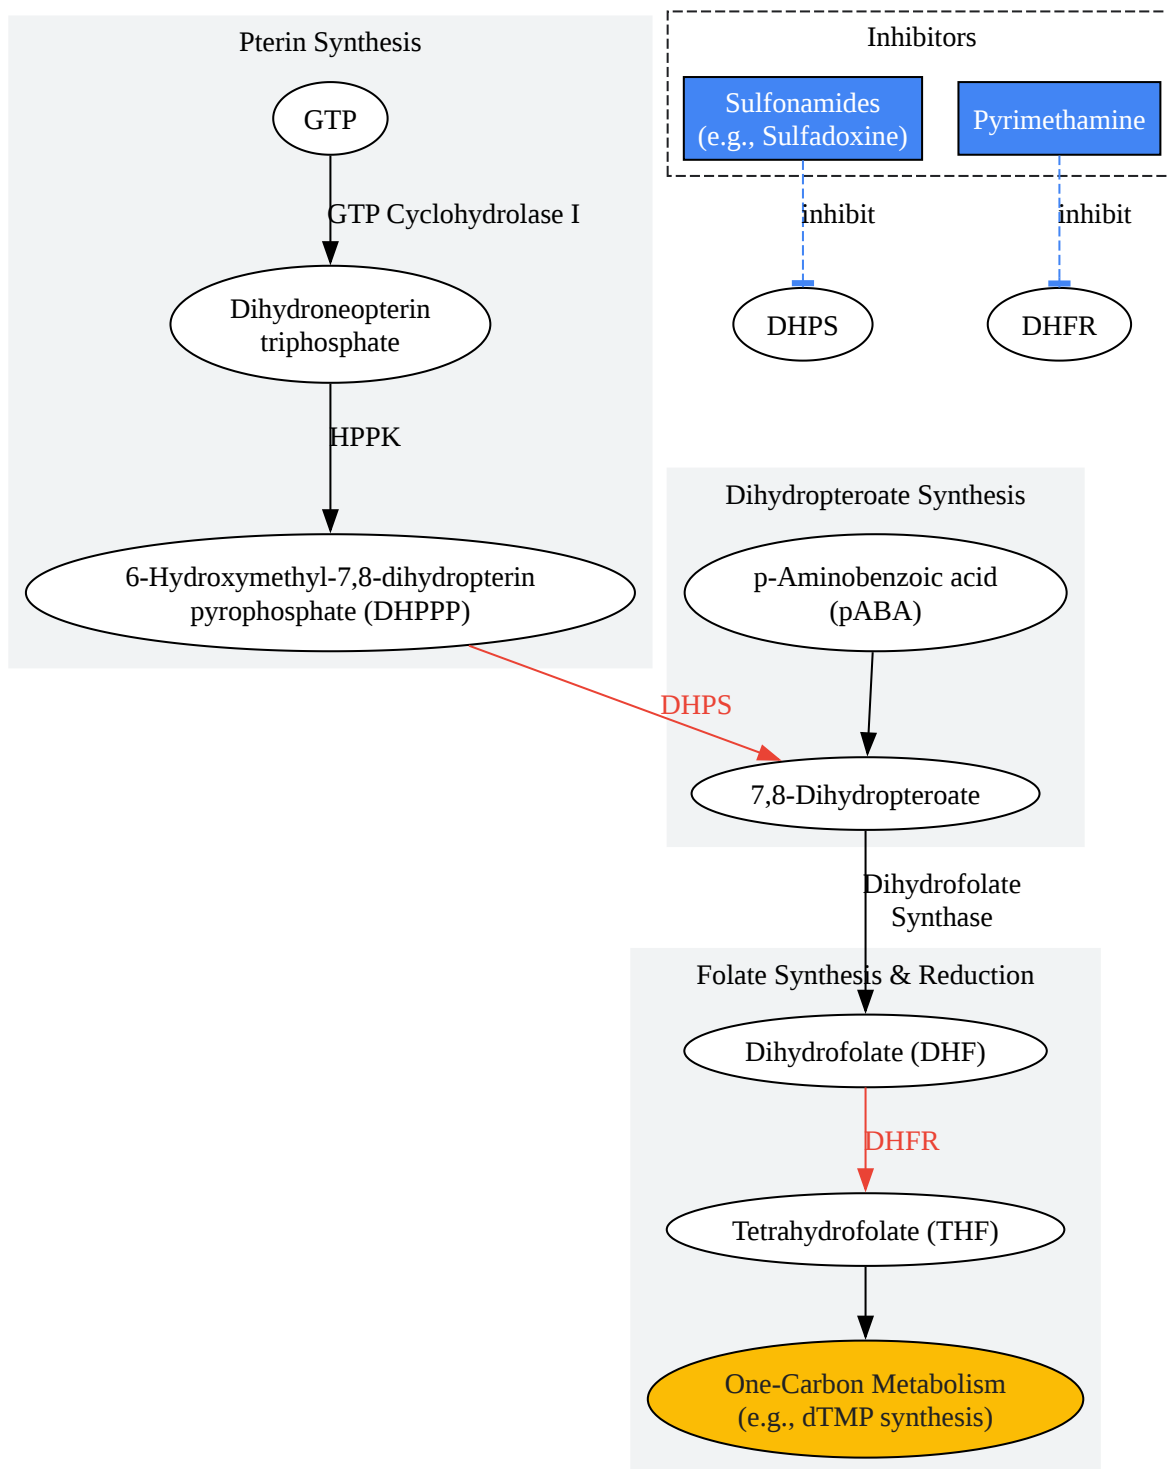 Pterin Synthesis
GTP
GTP Cyclohydrolase I
Dihydroneopterin
triphosphate
HPPK
6-Hydroxymethyl-7,8-dihydropterin
pyrophosphate (DHPPP)
Inhibitors
Sulfonamides
(e.g., Sulfadoxine)
Pyrimethamine
inhibit
inhibit
DHPS
DHFR
Dihydropteroate Synthesis
p-Aminobenzoic acid
(pABA)
DHPS
7,8-Dihydropteroate
Dihydrofolate
Synthase
Folate Synthesis & Reduction
Dihydrofolate (DHF)
DHFR
Tetrahydrofolate (THF)
One-Carbon Metabolism
(e.g., dTMP synthesis)